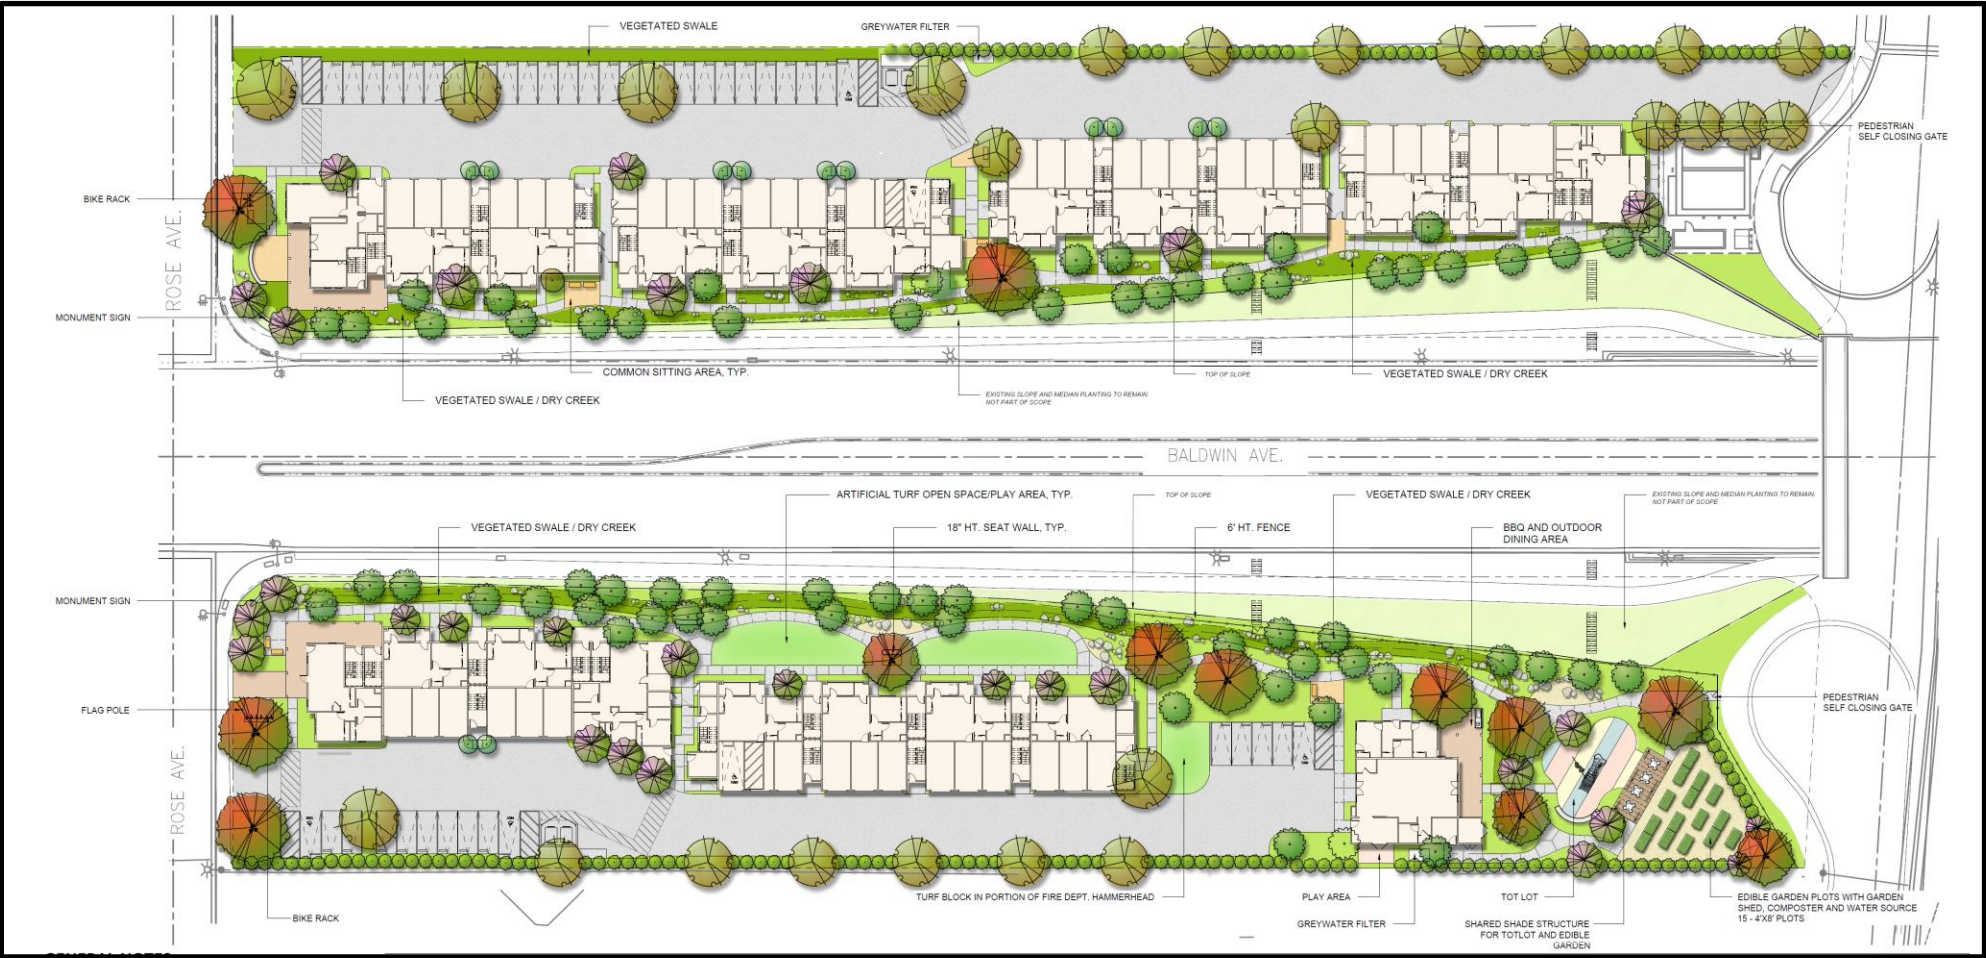 VEGETATED SWALE
GREYWATER FILTER
PEDESTRIAN
SELF CLOSING GATE
BIKE RACK
ROSE AVE.
MONUMENT SIGN
COMMON SITTING AREA, TYP.
TOP OF SLOPE
VEGETATED SWALE / DRY CREEK
VEGETATED SWALE / DRY CREEK
EXISTING SLOPE AND MEDIAN PLANTING TO REMAIN
NOT PART OF SCOPE
BALDWIN AVE.
ARTIFICIAL TURF OPEN SPACE/PLAY AREA, TYP.
TOP OF SLOPE
VEGETATED SWALE / DRY CREEK
EXISTING SLOPE AND MEDIAN PLANTING TO REMAIN
NOT PART OF SCOPE
VEGETATED SWALE / DRY CREEK
18" HT. SEAT WALL, TYP.
6' HT. FENCE
BBQ AND OUTDOOR
DINING AREA
MONUMENT SIGN
PEDESTRIAN
SELF CLOSING GATE
FLAG POLE
ROSE AVE.
TURF BLOCK IN PORTION OF FIRE DEPT. HAMMERHEAD
PLAY AREA
TOT LOT
EDIBLE GARDEN PLOTS WITH GARDEN
SHED, COMPOSTER AND WATER SOURCE
15 - 4'X8' PLOTS
BIKE RACK
GREYWATER FILTER
SHARED SHADE STRUCTURE
FOR TOTLOT AND EDIBLE
GARDEN